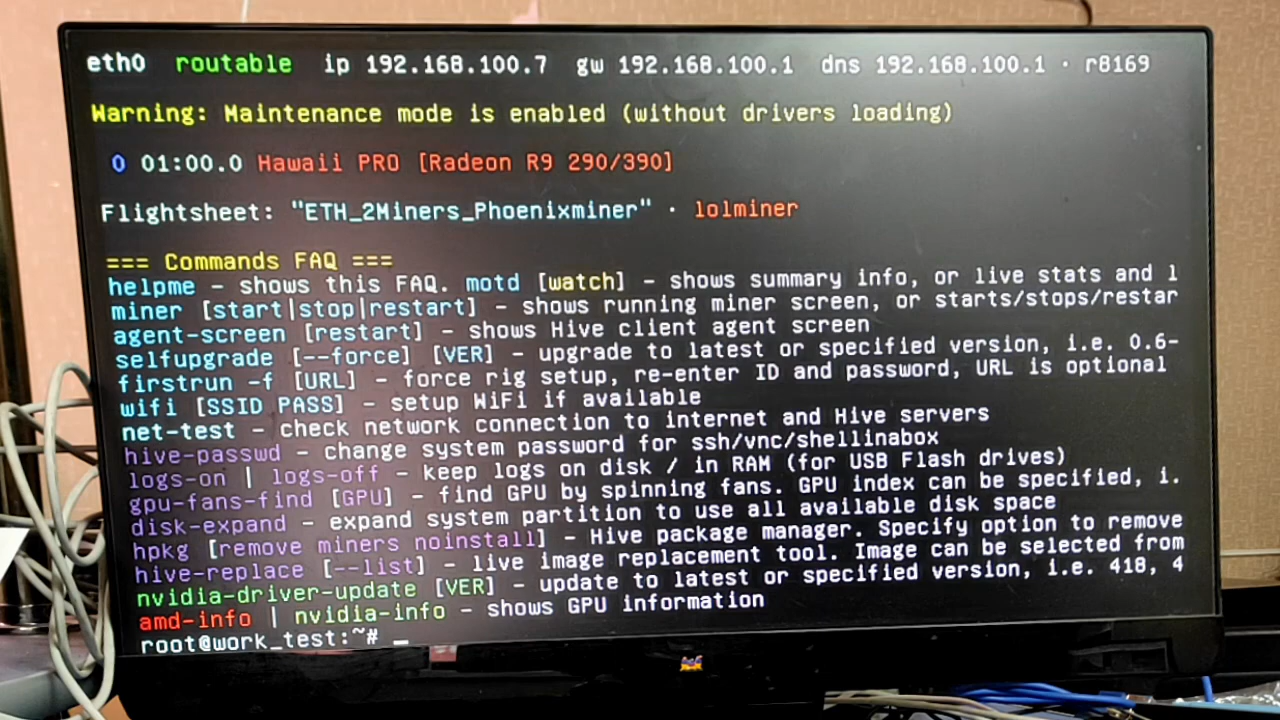 eth0 routable ip 192.168.100.7 gw 192.168.100.1 dns 192.168.100.1 · r8169
Warning: Maintenance mode is enabled (without drivers loading)
0 01:00.0 Hawaii PRO [Radeon R9 290/390]
Flightsheet: "ETH_2Miners_Phoenixminer" · lolminer
=== Commands FAQ ===
helpme - shows this FAQ. motd [watch] - shows summary info, or live stats and l
miner [start|stop|restart] - shows running miner screen, or starts/stops/restar
agent-screen [restart] - shows Hive client agent screen
selfupgrade [--force] [VER] - upgrade to latest or specified version, i.e. 0.6-
firstrun -f [URL] - force rig setup, re-enter ID and password, URL is optional
wifi [SSID PASS] - setup WiFi if available
net-test - check network connection to internet and Hive servers
hive-passwd - change system password for ssh/vnc/shellinabox
logs-on | logs-off - keep logs on disk / in RAM (for USB Flash drives)
gpu-fans-find [GPU] - find GPU by spinning fans. GPU index can be specified, i.
disk-expand - expand system partition to use all available disk space
hpkg [remove miners noinstall] - Hive package manager. Specify option to remove
hive-replace [--list] - live image replacement tool. Image can be selected from
nvidia-driver-update [VER] - update to latest or specified version, i.e. 418, 4
amd-info | nvidia-info - shows GPU information
root@work_test:~# _